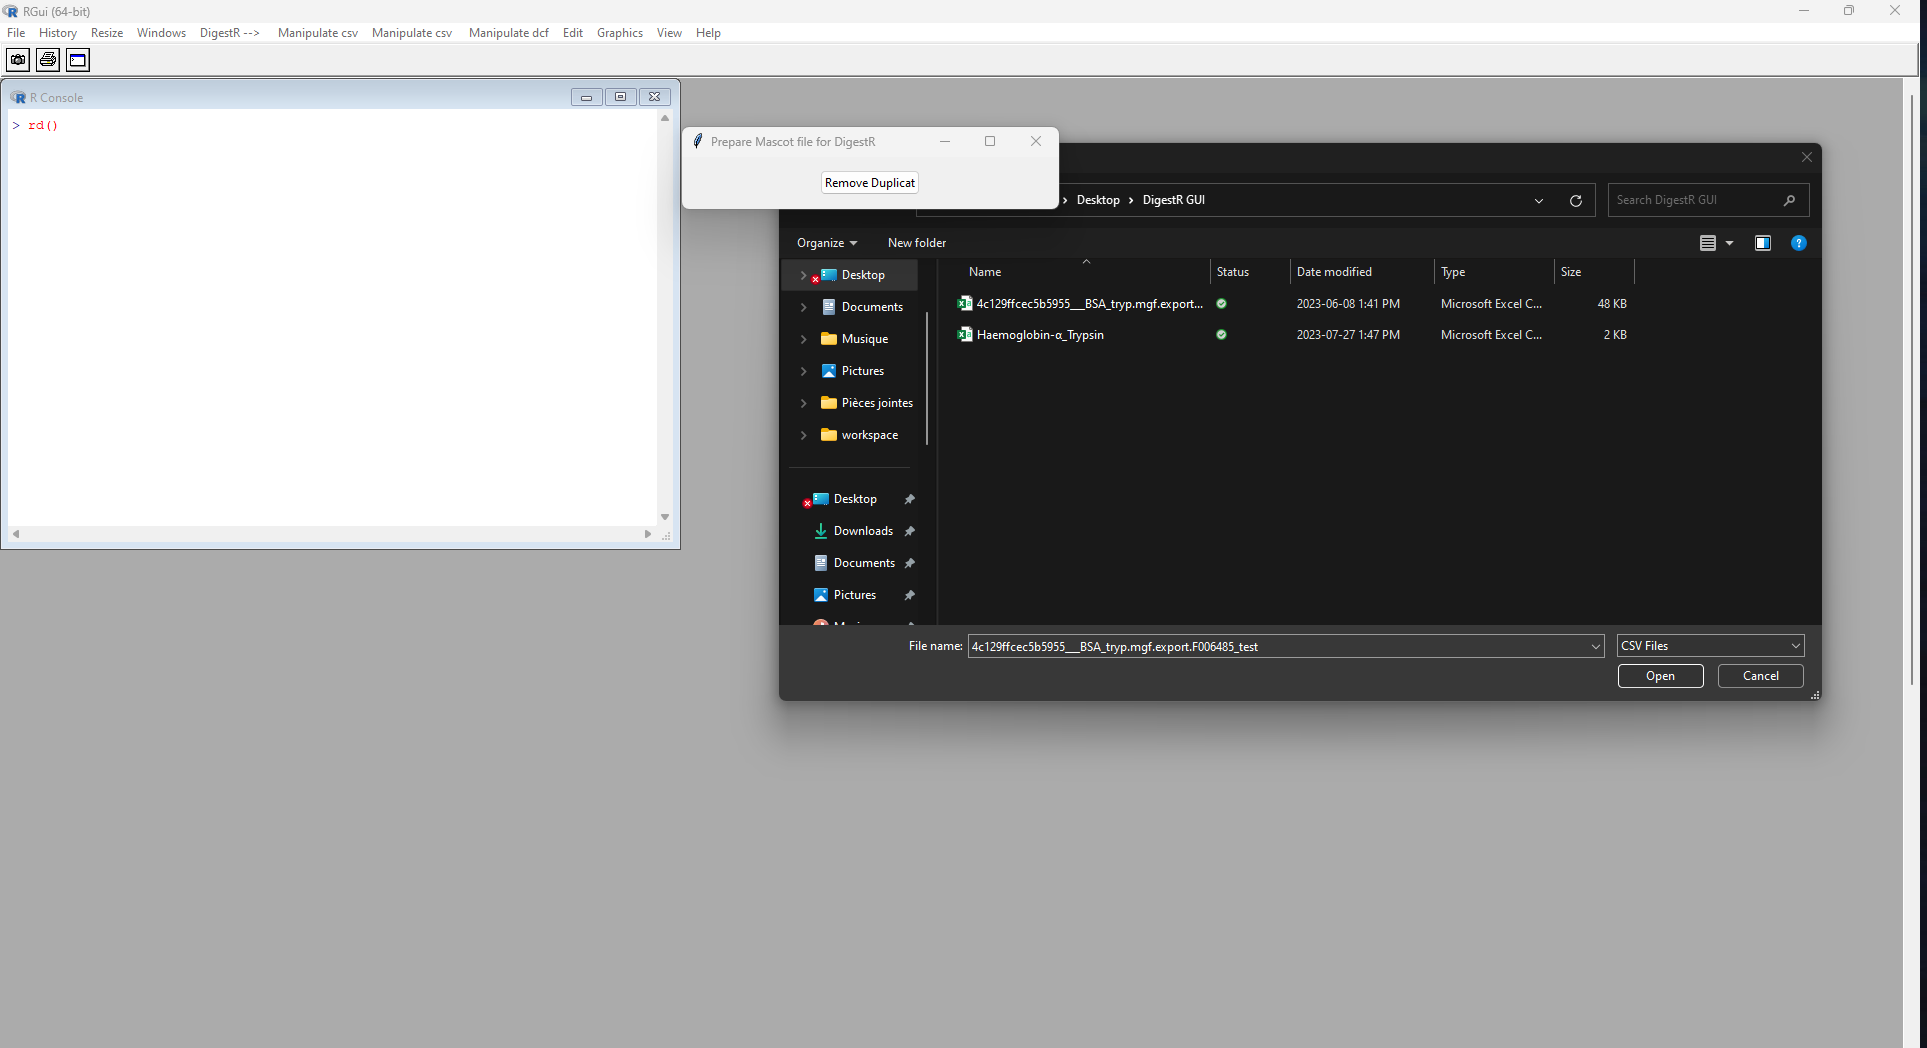 RGui (64-bit)
File History Resize Windows DigestR --> Manipulate csv Manipulate csv Manipulate dcf Edit Graphics View Help
R Console
> rd()
Prepare Mascot file for DigestR
Remove Duplicat
› Desktop › DigestR GUI
Search DigestR GUI
Organize New folder
Name Status Date modified Type Size
4c129ffcec5b5955__BSA_tryp.mgf.export... 2023-06-08 1:41 PM Microsoft Excel C... 48 KB
Haemoglobin-α_Trypsin 2023-07-27 1:47 PM Microsoft Excel C... 2 KB
Desktop
Documents
Musique
Pictures
Pièces jointes
workspace
Desktop
Downloads
Documents
Pictures
File name: 4c129ffcec5b5955__BSA_tryp.mgf.export.F006485_test CSV Files
Open Cancel